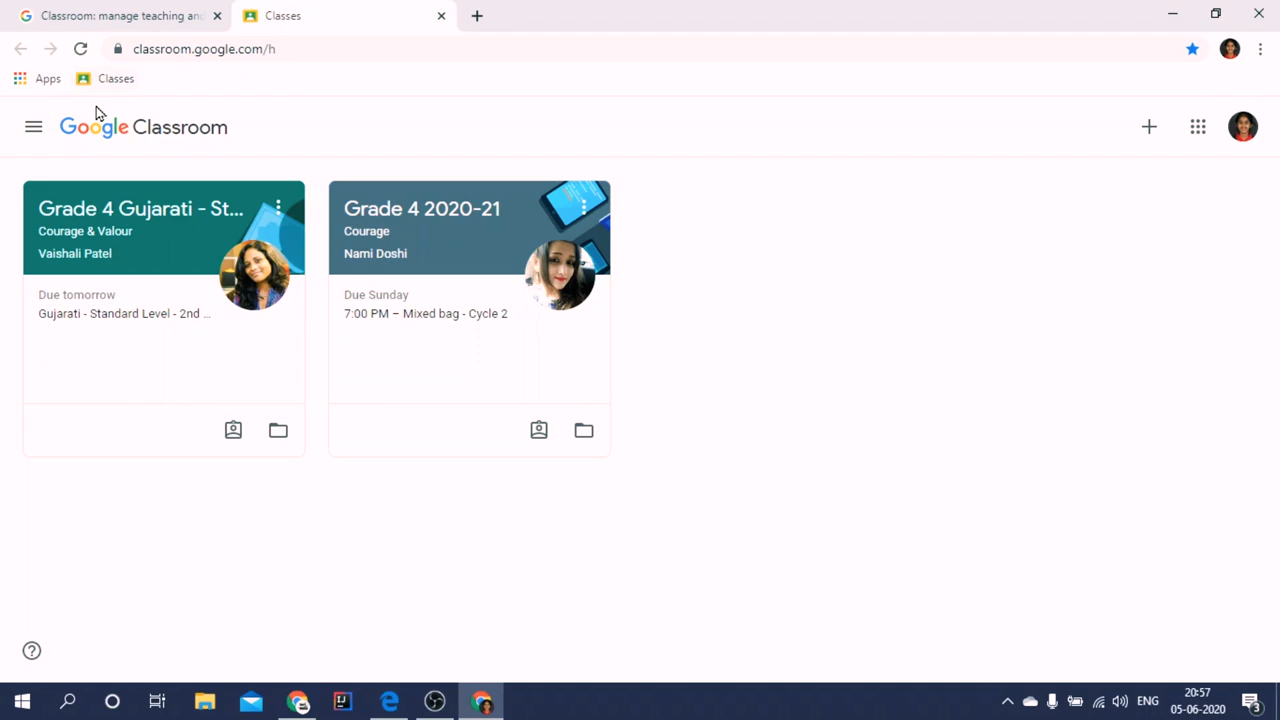 Classroom: manage teaching and
Classes
classroom.google.com/h
Apps
Classes
Google Classroom
Grade 4 Gujarati - St...
Courage & Valour
Vaishali Patel
Due tomorrow
Gujarati - Standard Level - 2nd ...
Grade 4 2020-21
Courage
Nami Doshi
Due Sunday
7:00 PM – Mixed bag - Cycle 2
ENG
20:57
05-06-2020
3